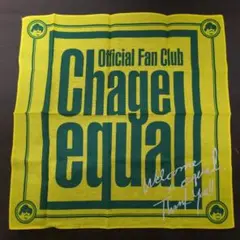 Official Fan Club
Chage
equal
Welcome
equal
Thank You!!